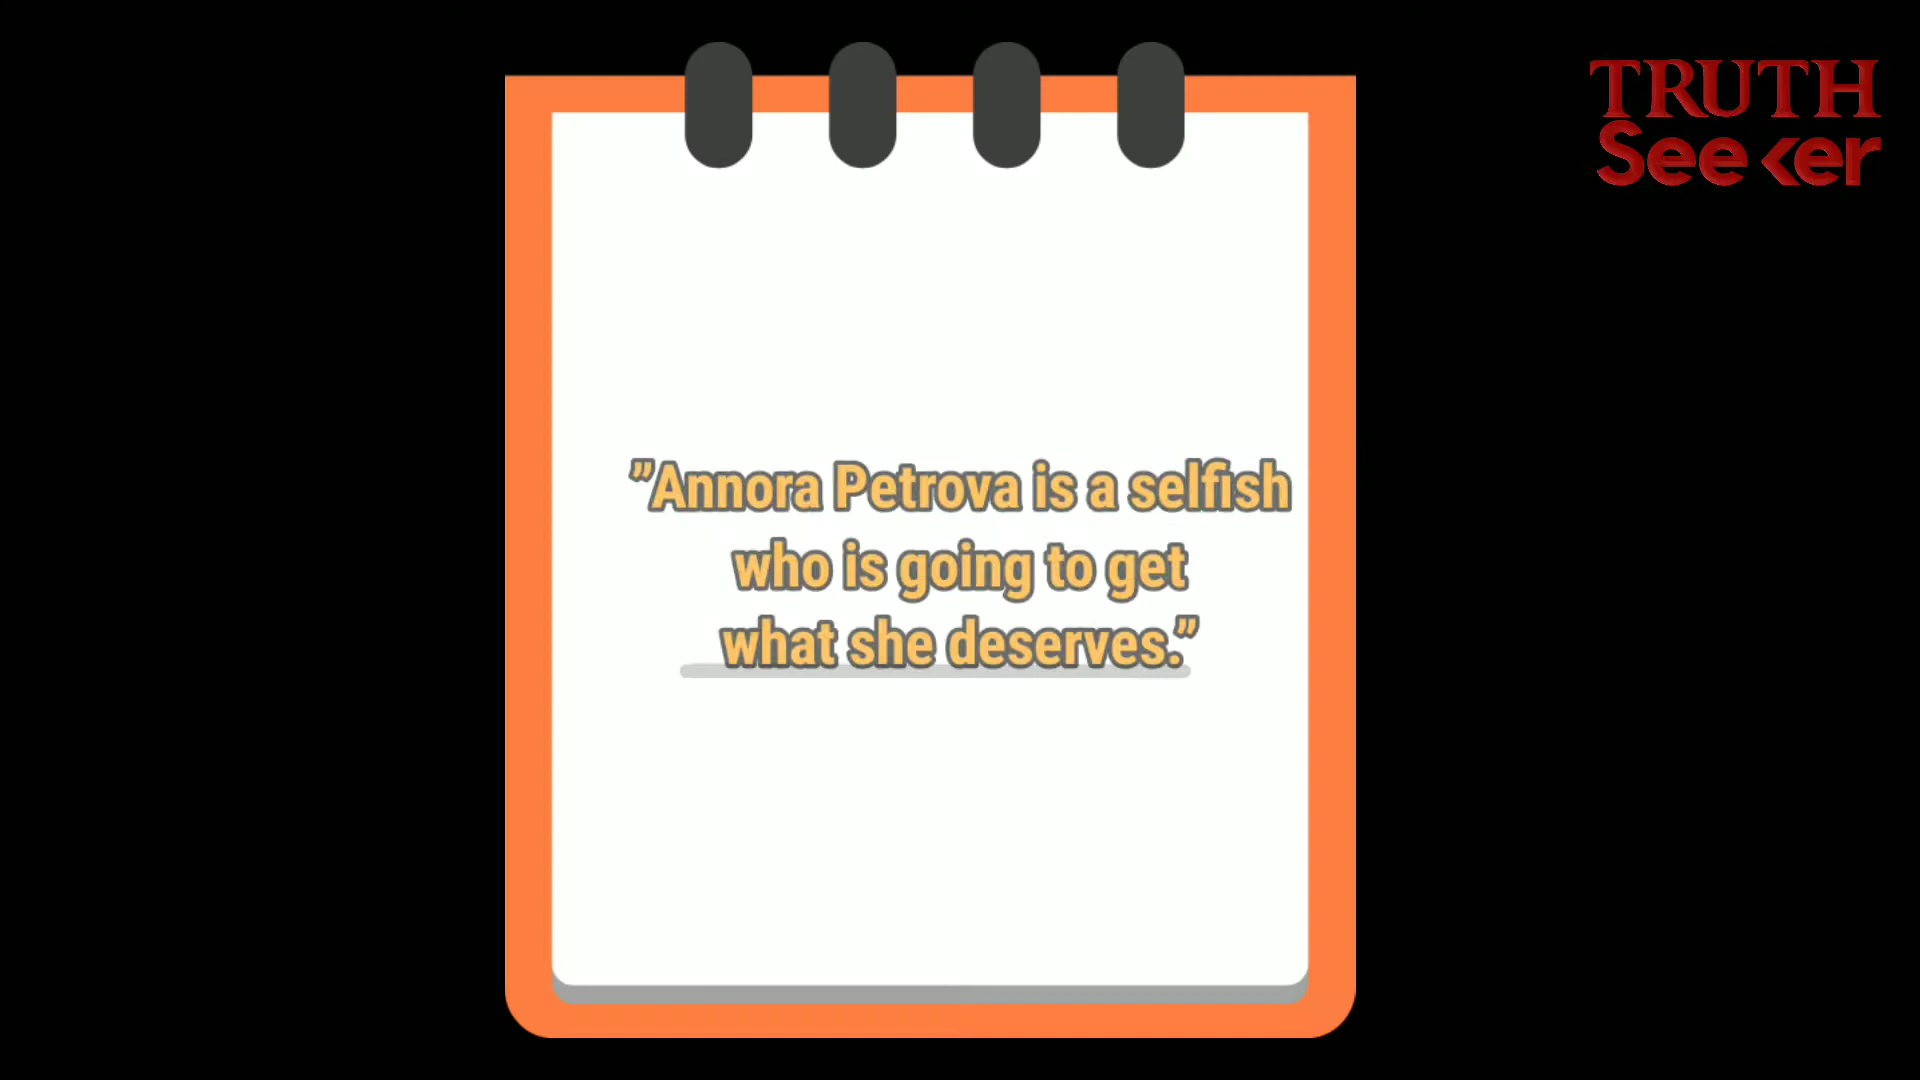 TRUTH
Seeker
"Annora Petrova is a selfish
who is going to get
what she deserves."